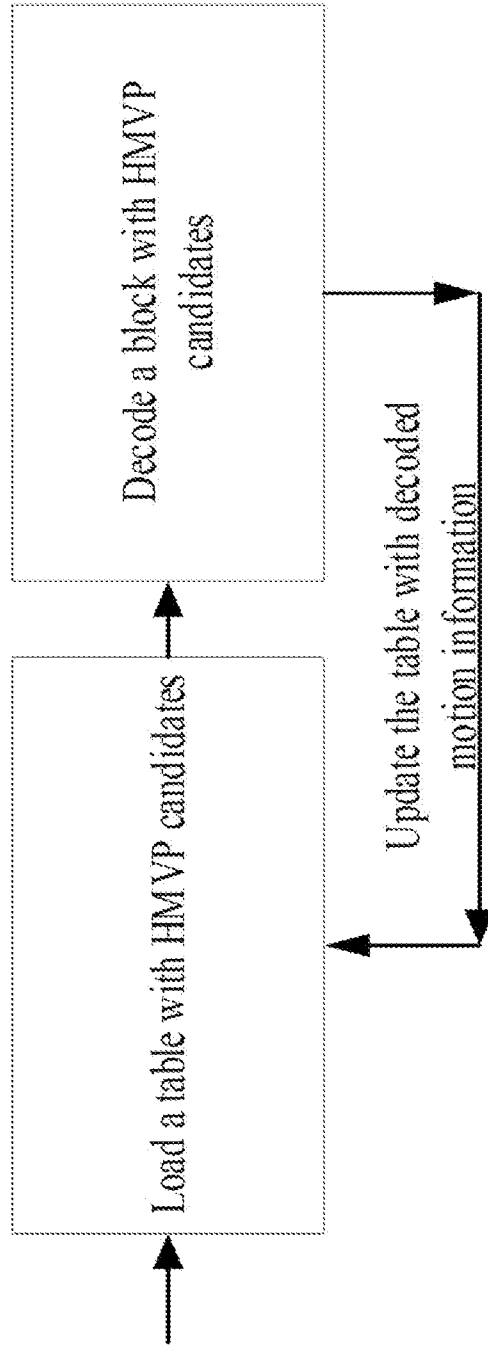 Load a table with HMVP candidates
Decode a block with HMVP
candidates
Update the table with decoded
motion information